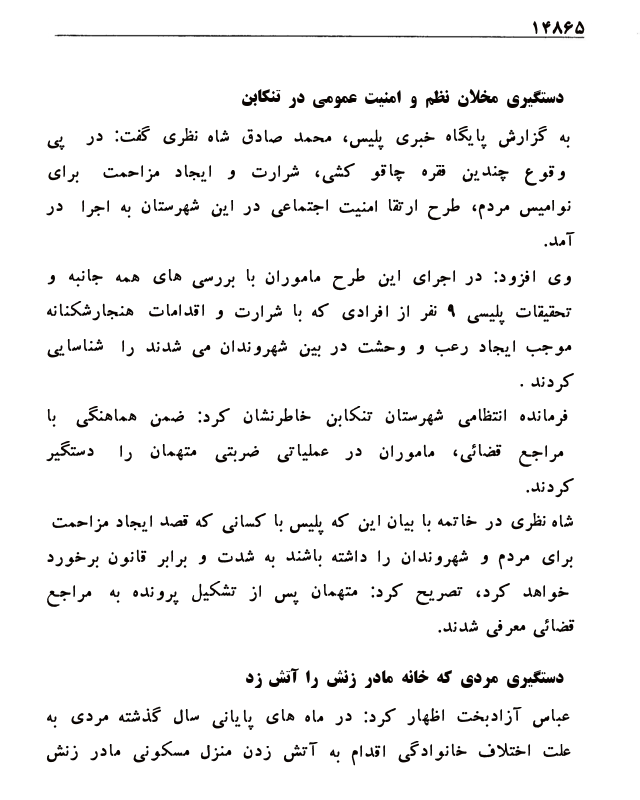 ۱۴۸۶۵
دستگیری مخلان نظم و امنیت عمومی در تنکابن
به گزارش پایگاه خبری پلیس، محمد صادق شاه نظری گفت: در پی
وقوع چندین فقره چاقو کشی، شرارت و ایجاد مزاحمت برای
نوامیس مردم، طرح ارتقا امنیت اجتماعی در این شهرستان به اجرا در
آمد.
وی افزود: در اجرای این طرح ماموران با بررسی های همه جانبه و
تحقیقات پلیسی ۹ نفر از افرادی که با شرارت و اقدامات هنجارشکنانه
موجب ایجاد رعب و وحشت در بین شهروندان می شدند را شناسایی
کردند .
فرمانده انتظامی شهرستان تنکابن خاطرنشان کرد: ضمن هماهنگی با
مراجع قضائی، ماموران در عملیاتی ضربتی متهمان را دستگیر
کردند.
شاه نظری در خاتمه با بیان این که پلیس با کسانی که قصد ایجاد مزاحمت
برای مردم و شهروندان را داشته باشند به شدت و برابر قانون برخورد
خواهد کرد، تصریح کرد: متهمان پس از تشکیل پرونده به مراجع
قضائی معرفی شدند.
دستگیری مردی که خانه مادر زنش را آتش زد
عباس آزادبخت اظهار کرد: در ماه های پایانی سال گذشته مردی به
علت اختلاف خانوادگی اقدام به آتش زدن منزل مسکونی مادر زنش